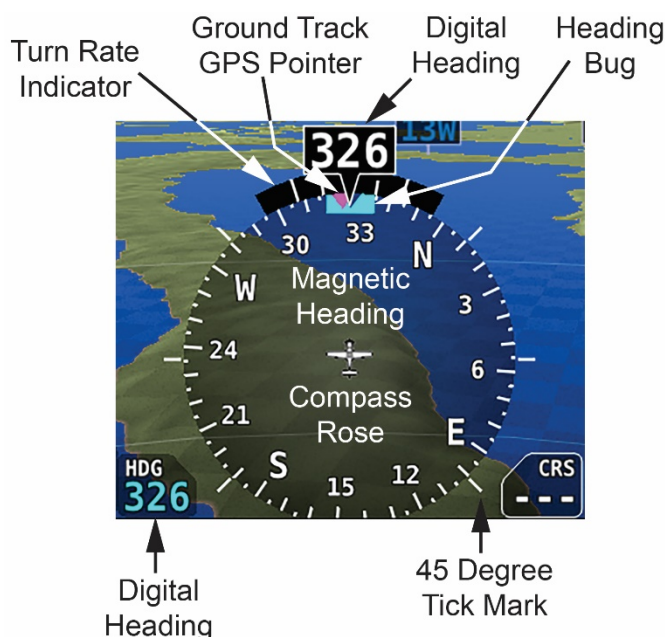 Ground Track
GPS Pointer
Digital
Heading
Heading
Bug
Turn Rate
Indicator
13W
326
30
33
N
W
3
Magnetic
Heading
24
6
Compass
Rose
21
E
S
15
12
HDG
326
CRS
---
Digital
Heading
45 Degree
Tick Mark